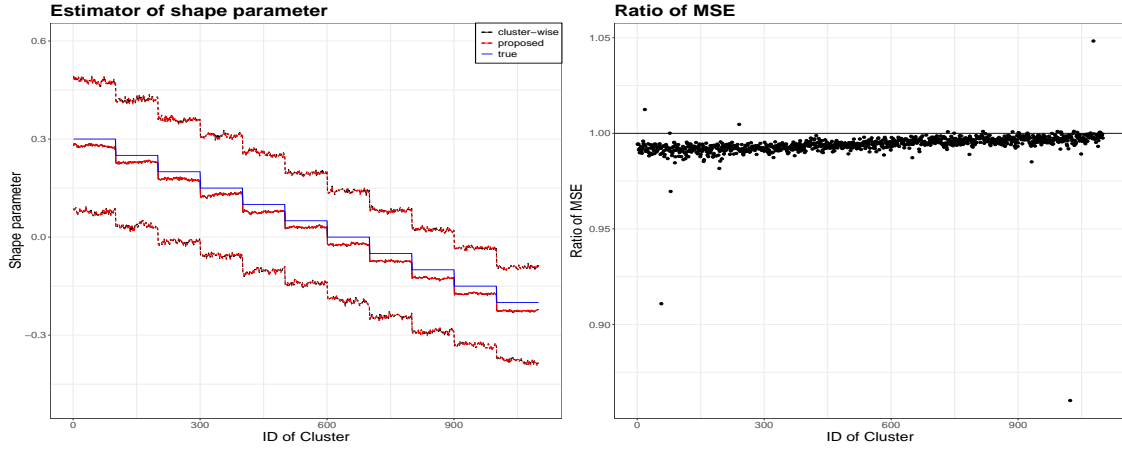 Estimator of shape parameter
cluster−wise
proposed
true
0.6
0.3
0.0
−0.3
Shape parameter
0
300
600
900
ID of Cluster
Ratio of MSE
1.05
1.00
0.95
0.90
Ratio of MSE
0
300
600
900
ID of Cluster